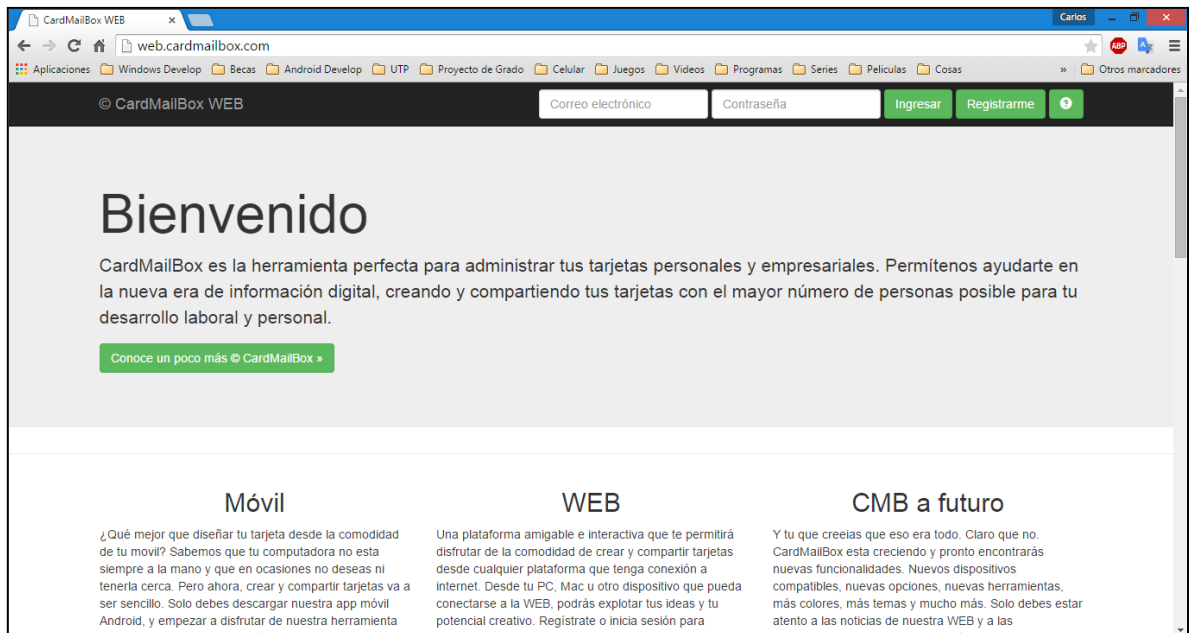 CardMailBox WEB
Carlos
web.cardmailbox.com
ABP
Aplicaciones Windows Develop Becas Android Develop UTP Proyecto de Grado Celular Juegos Videos Programas Series Peliculas Cosas » Otros marcadores
© CardMailBox WEB Correo electrónico Contraseña Ingresar Registrarme ?
Bienvenido
CardMailBox es la herramienta perfecta para administrar tus tarjetas personales y empresariales. Permítenos ayudarte en
la nueva era de información digital, creando y compartiendo tus tarjetas con el mayor número de personas posible para tu
desarrollo laboral y personal.
Conoce un poco más © CardMailBox »
Móvil
¿Qué mejor que diseñar tu tarjeta desde la comodidad
de tu movil? Sabemos que tu computadora no esta
siempre a la mano y que en ocasiones no deseas ni
tenerla cerca. Pero ahora, crear y compartir tarjetas va a
ser sencillo. Solo debes descargar nuestra app móvil
Android, y empezar a disfrutar de nuestra herramienta
WEB
Una plataforma amigable e interactiva que te permitirá
disfrutar de la comodidad de crear y compartir tarjetas
desde cualquier plataforma que tenga conexión a
internet. Desde tu PC, Mac u otro dispositivo que pueda
conectarse a la WEB, podrás explotar tus ideas y tu
potencial creativo. Regístrate o inicia sesión para
CMB a futuro
Y tu que creeias que eso era todo. Claro que no.
CardMailBox esta creciendo y pronto encontrarás
nuevas funcionalidades. Nuevos dispositivos
compatibles, nuevas opciones, nuevas herramientas,
más colores, más temas y mucho más. Solo debes estar
atento a las noticias de nuestra WEB y a las